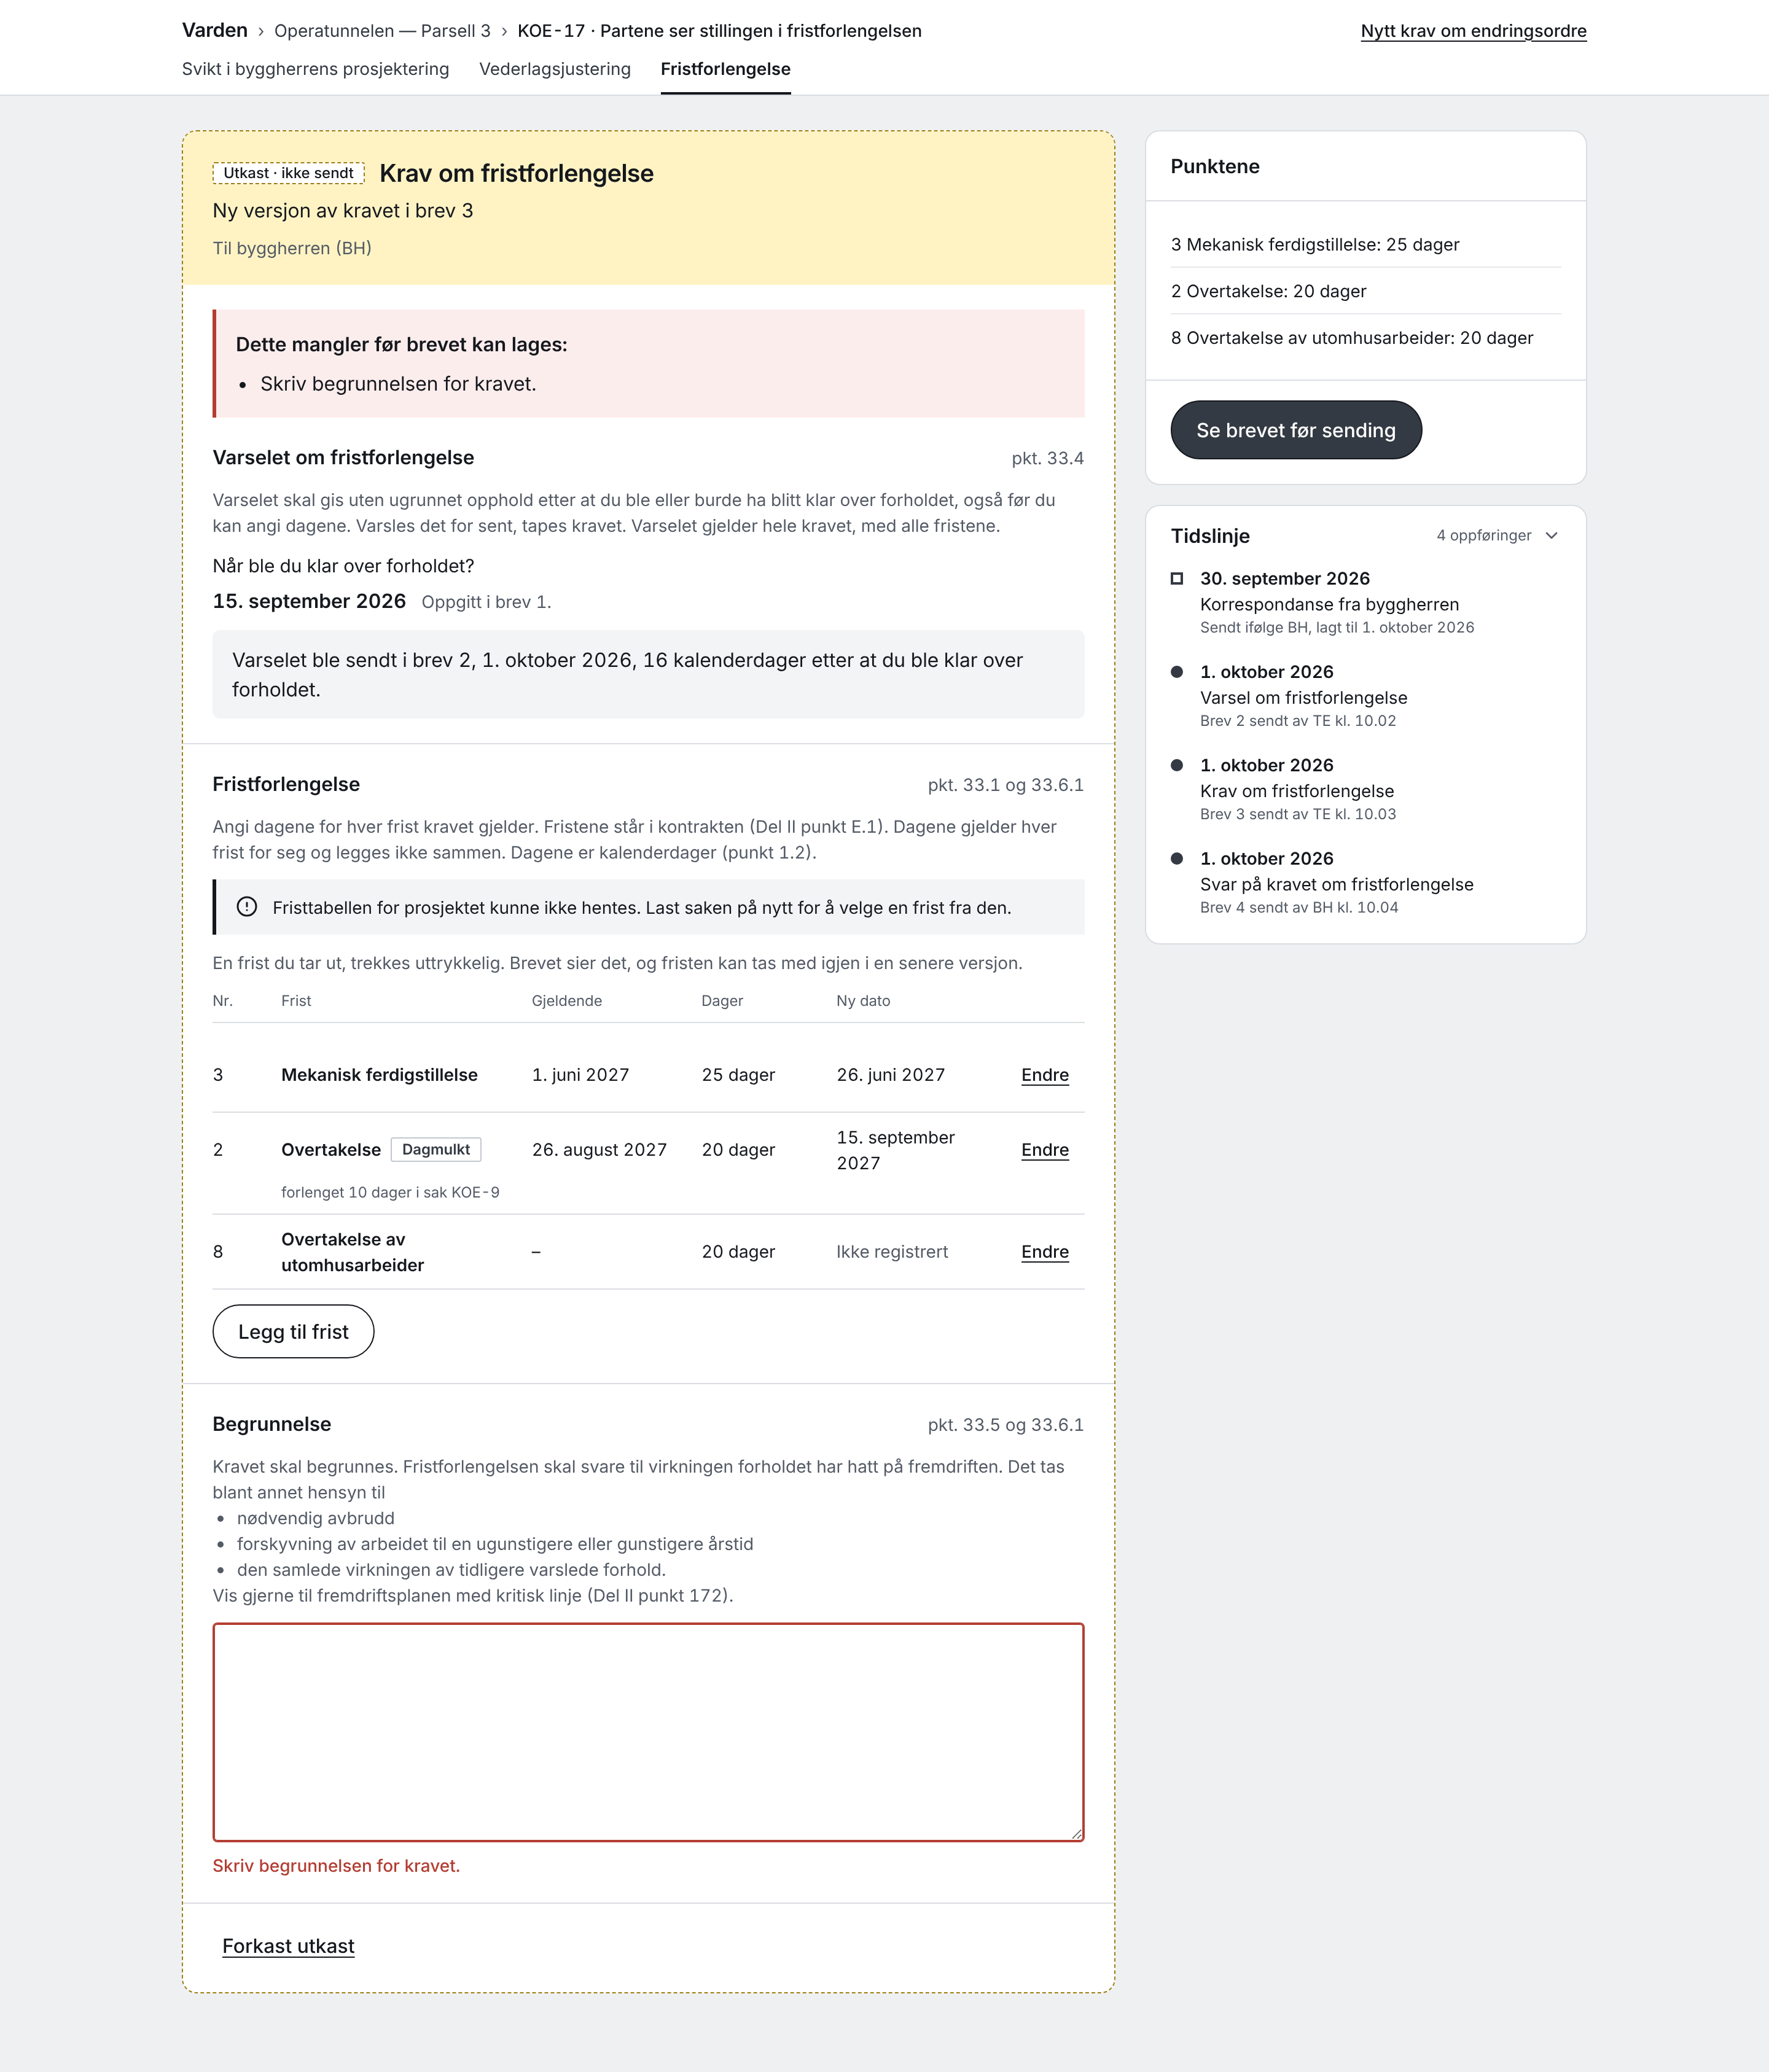 Varden › Operatunnelen — Parsell 3 › KOE-17 · Partene ser stillingen i fristforlengelsen
Nytt krav om endringsordre
Svikt i byggherrens prosjektering
Vederlagsjustering
Fristforlengelse
Utkast · ikke sendt
Krav om fristforlengelse
Ny versjon av kravet i brev 3
Til byggherren (BH)
Dette mangler før brevet kan lages:
• Skriv begrunnelsen for kravet.
Varselet om fristforlengelse
pkt. 33.4
Varselet skal gis uten ugrunnet opphold etter at du ble eller burde ha blitt klar over forholdet, også før du
kan angi dagene. Varsles det for sent, tapes kravet. Varselet gjelder hele kravet, med alle fristene.
Når ble du klar over forholdet?
15. september 2026 Oppgitt i brev 1.
Varselet ble sendt i brev 2, 1. oktober 2026, 16 kalenderdager etter at du ble klar over
forholdet.
Fristforlengelse
pkt. 33.1 og 33.6.1
Angi dagene for hver frist kravet gjelder. Fristene står i kontrakten (Del II punkt E.1). Dagene gjelder hver
frist for seg og legges ikke sammen. Dagene er kalenderdager (punkt 1.2).
Fristtabellen for prosjektet kunne ikke hentes. Last saken på nytt for å velge en frist fra den.
En frist du tar ut, trekkes uttrykkelig. Brevet sier det, og fristen kan tas med igjen i en senere versjon.
Nr. Frist Gjeldende Dager Ny dato
3 Mekanisk ferdigstillelse 1. juni 2027 25 dager 26. juni 2027 Endre
2 Overtakelse Dagmulkt 26. august 2027 20 dager 15. september 2027 Endre
forlenget 10 dager i sak KOE-9
8 Overtakelse av utomhusarbeider – 20 dager Ikke registrert Endre
Legg til frist
Begrunnelse
pkt. 33.5 og 33.6.1
Kravet skal begrunnes. Fristforlengelsen skal svare til virkningen forholdet har hatt på fremdriften. Det tas
blant annet hensyn til
• nødvendig avbrudd
• forskyvning av arbeidet til en ugunstigere eller gunstigere årstid
• den samlede virkningen av tidligere varslede forhold.
Vis gjerne til fremdriftsplanen med kritisk linje (Del II punkt 172).
Skriv begrunnelsen for kravet.
Forkast utkast
Punktene
3 Mekanisk ferdigstillelse: 25 dager
2 Overtakelse: 20 dager
8 Overtakelse av utomhusarbeider: 20 dager
Se brevet før sending
Tidslinje
4 oppføringer
30. september 2026
Korrespondanse fra byggherren
Sendt ifølge BH, lagt til 1. oktober 2026
1. oktober 2026
Varsel om fristforlengelse
Brev 2 sendt av TE kl. 10.02
1. oktober 2026
Krav om fristforlengelse
Brev 3 sendt av TE kl. 10.03
1. oktober 2026
Svar på kravet om fristforlengelse
Brev 4 sendt av BH kl. 10.04